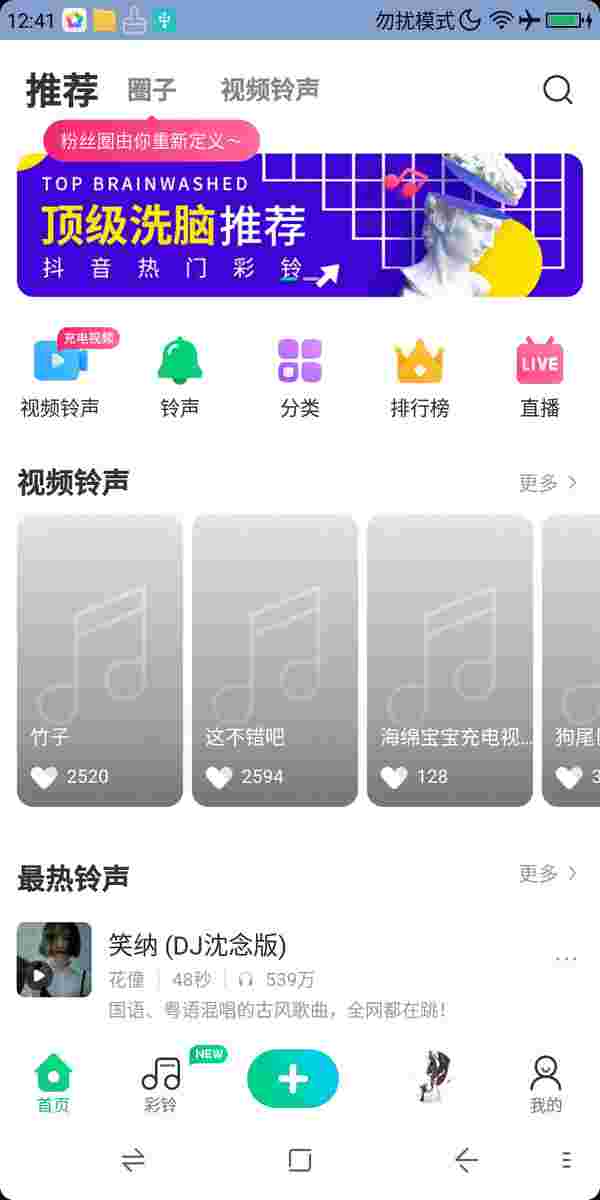 12:41
勿扰模式
推荐 圈子 视频铃声
粉丝圈由你重新定义～
TOP BRAINWASHED
顶级洗脑推荐
抖音热门彩铃
充电视频
LIVE
视频铃声 铃声 分类 排行榜 直播
视频铃声 更多
竹子 这不错吧 海绵宝宝充电视...
2520 2594 128
最热铃声 更多
笑纳 (DJ沈念版)
花僮 48秒 539万
国语、粤语混唱的古风歌曲，全网都在跳！
NEW
首页 彩铃 我的